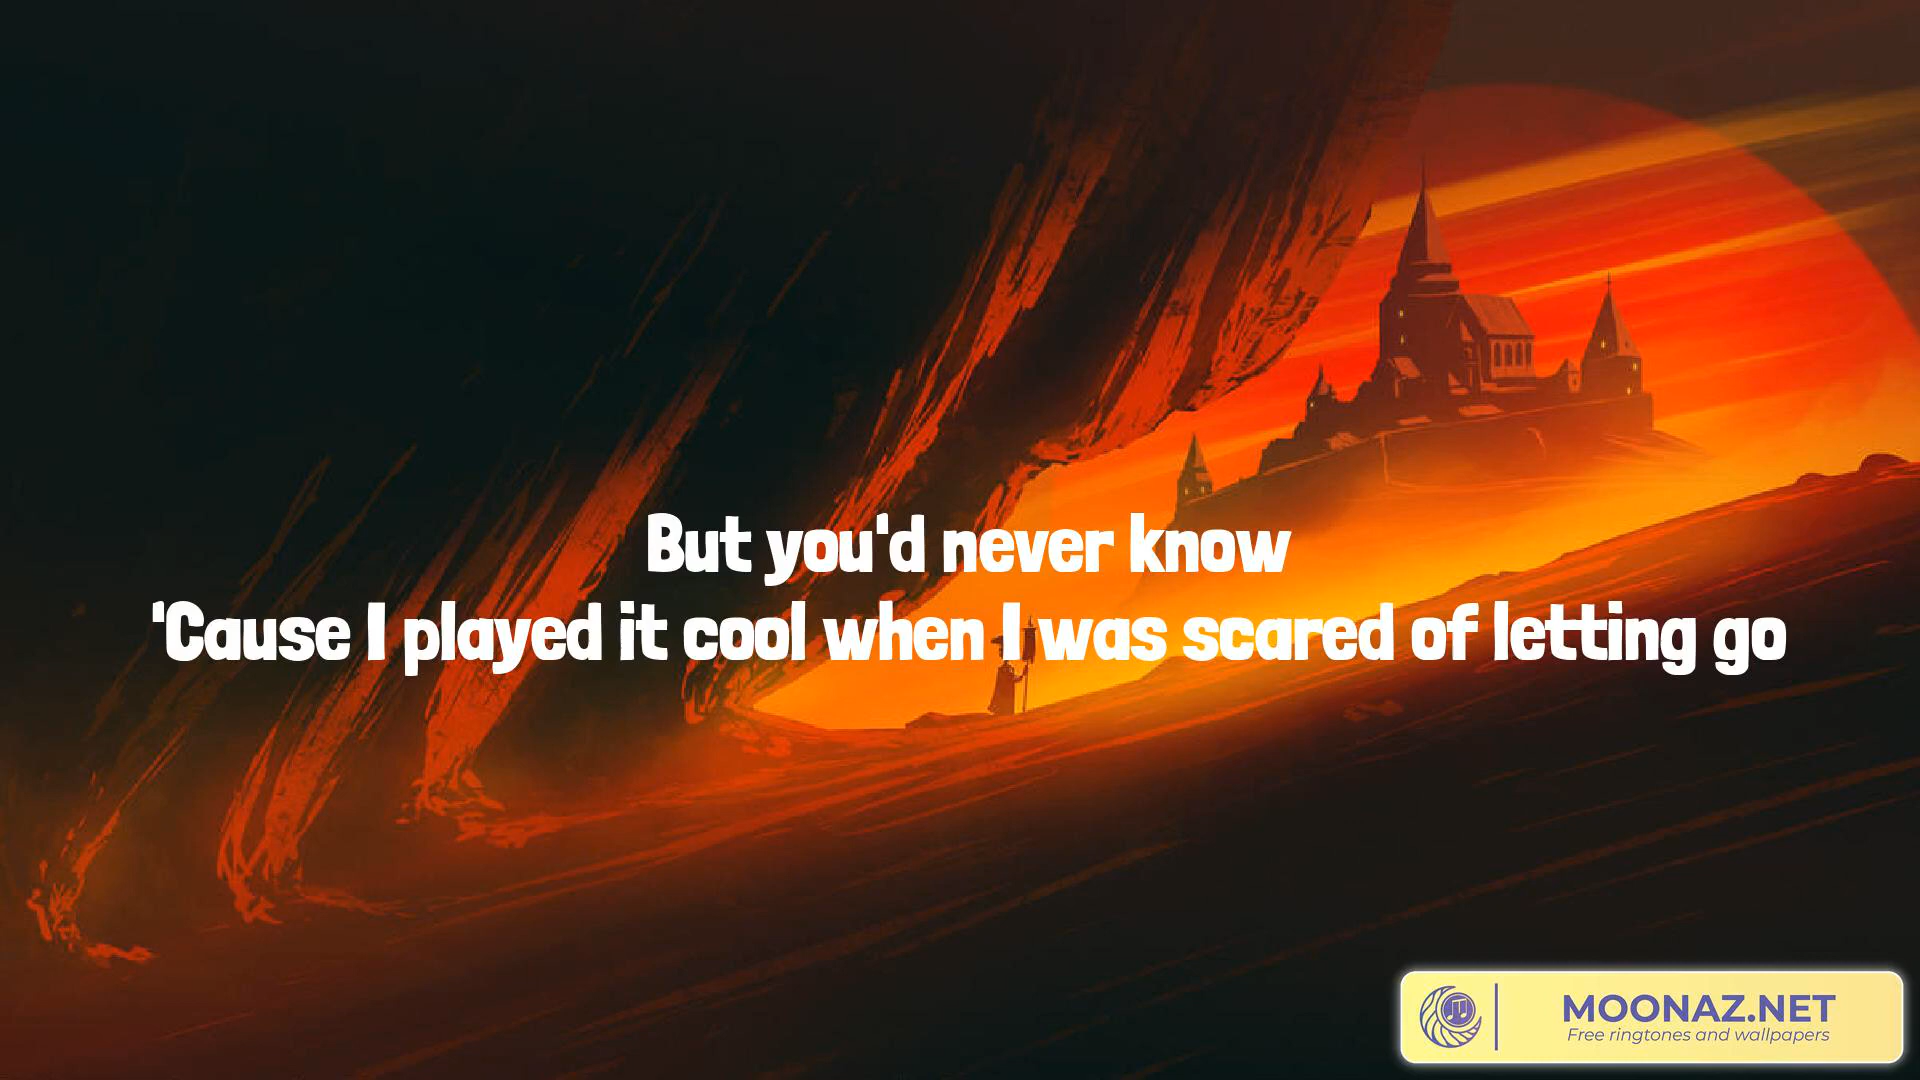 But you'd never know
'Cause I played it cool when I was scared of letting go
MOONAZ.NET
Free ringtones and wallpapers